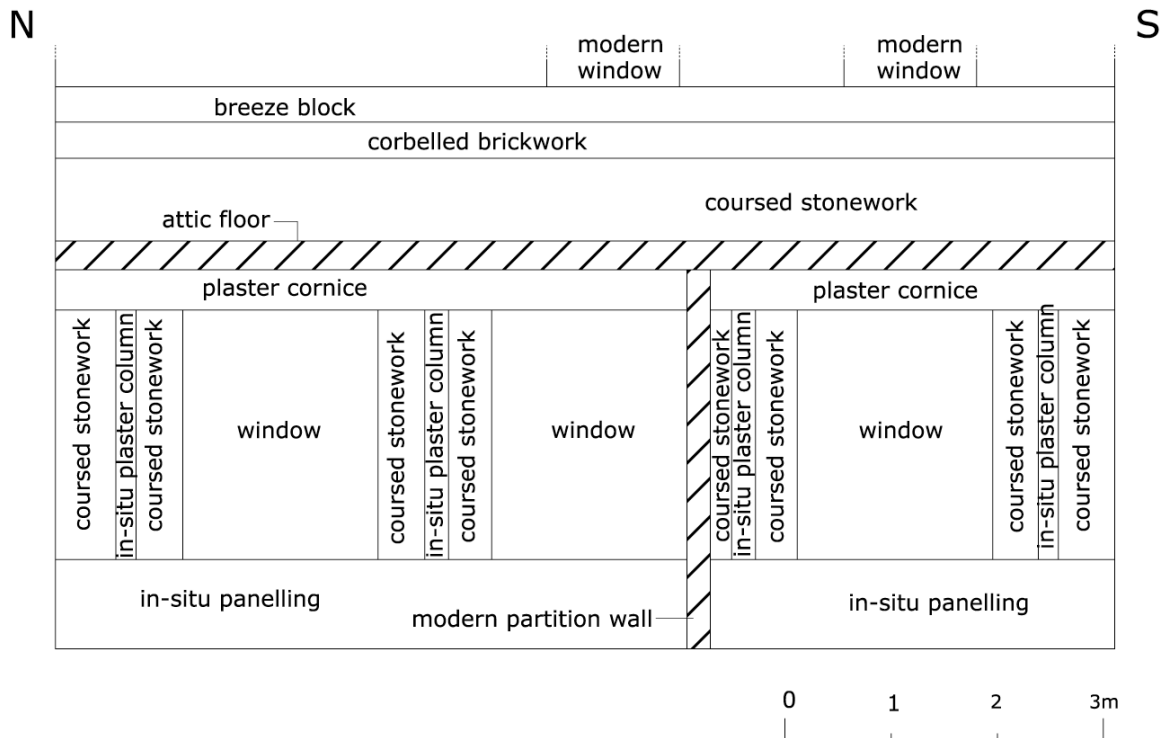 N
S
modern
window
modern
window
breeze block
corbelled brickwork
coursed stonework
attic floor
plaster cornice
plaster cornice
coursed stonework
in-situ plaster column
coursed stonework
window
coursed stonework
in-situ plaster column
coursed stonework
window
coursed stonework
in-situ plaster column
coursed stonework
window
coursed stonework
in-situ plaster column
coursed stonework
in-situ panelling
modern partition wall
in-situ panelling
0 1 2 3m